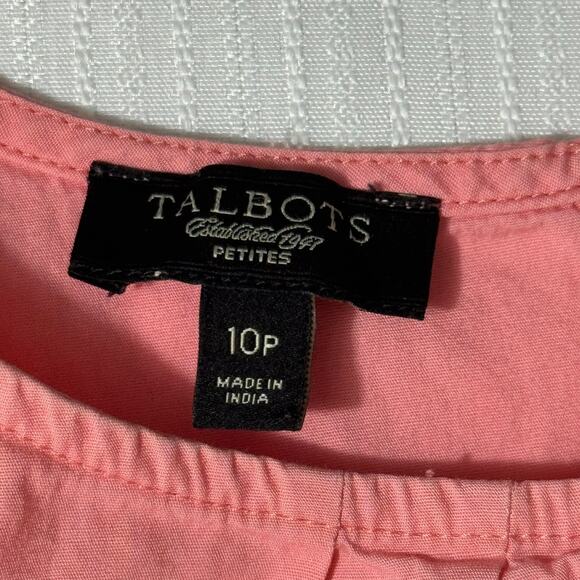 TALBOTS
Established 1947
PETITES
10P
MADE IN
INDIA